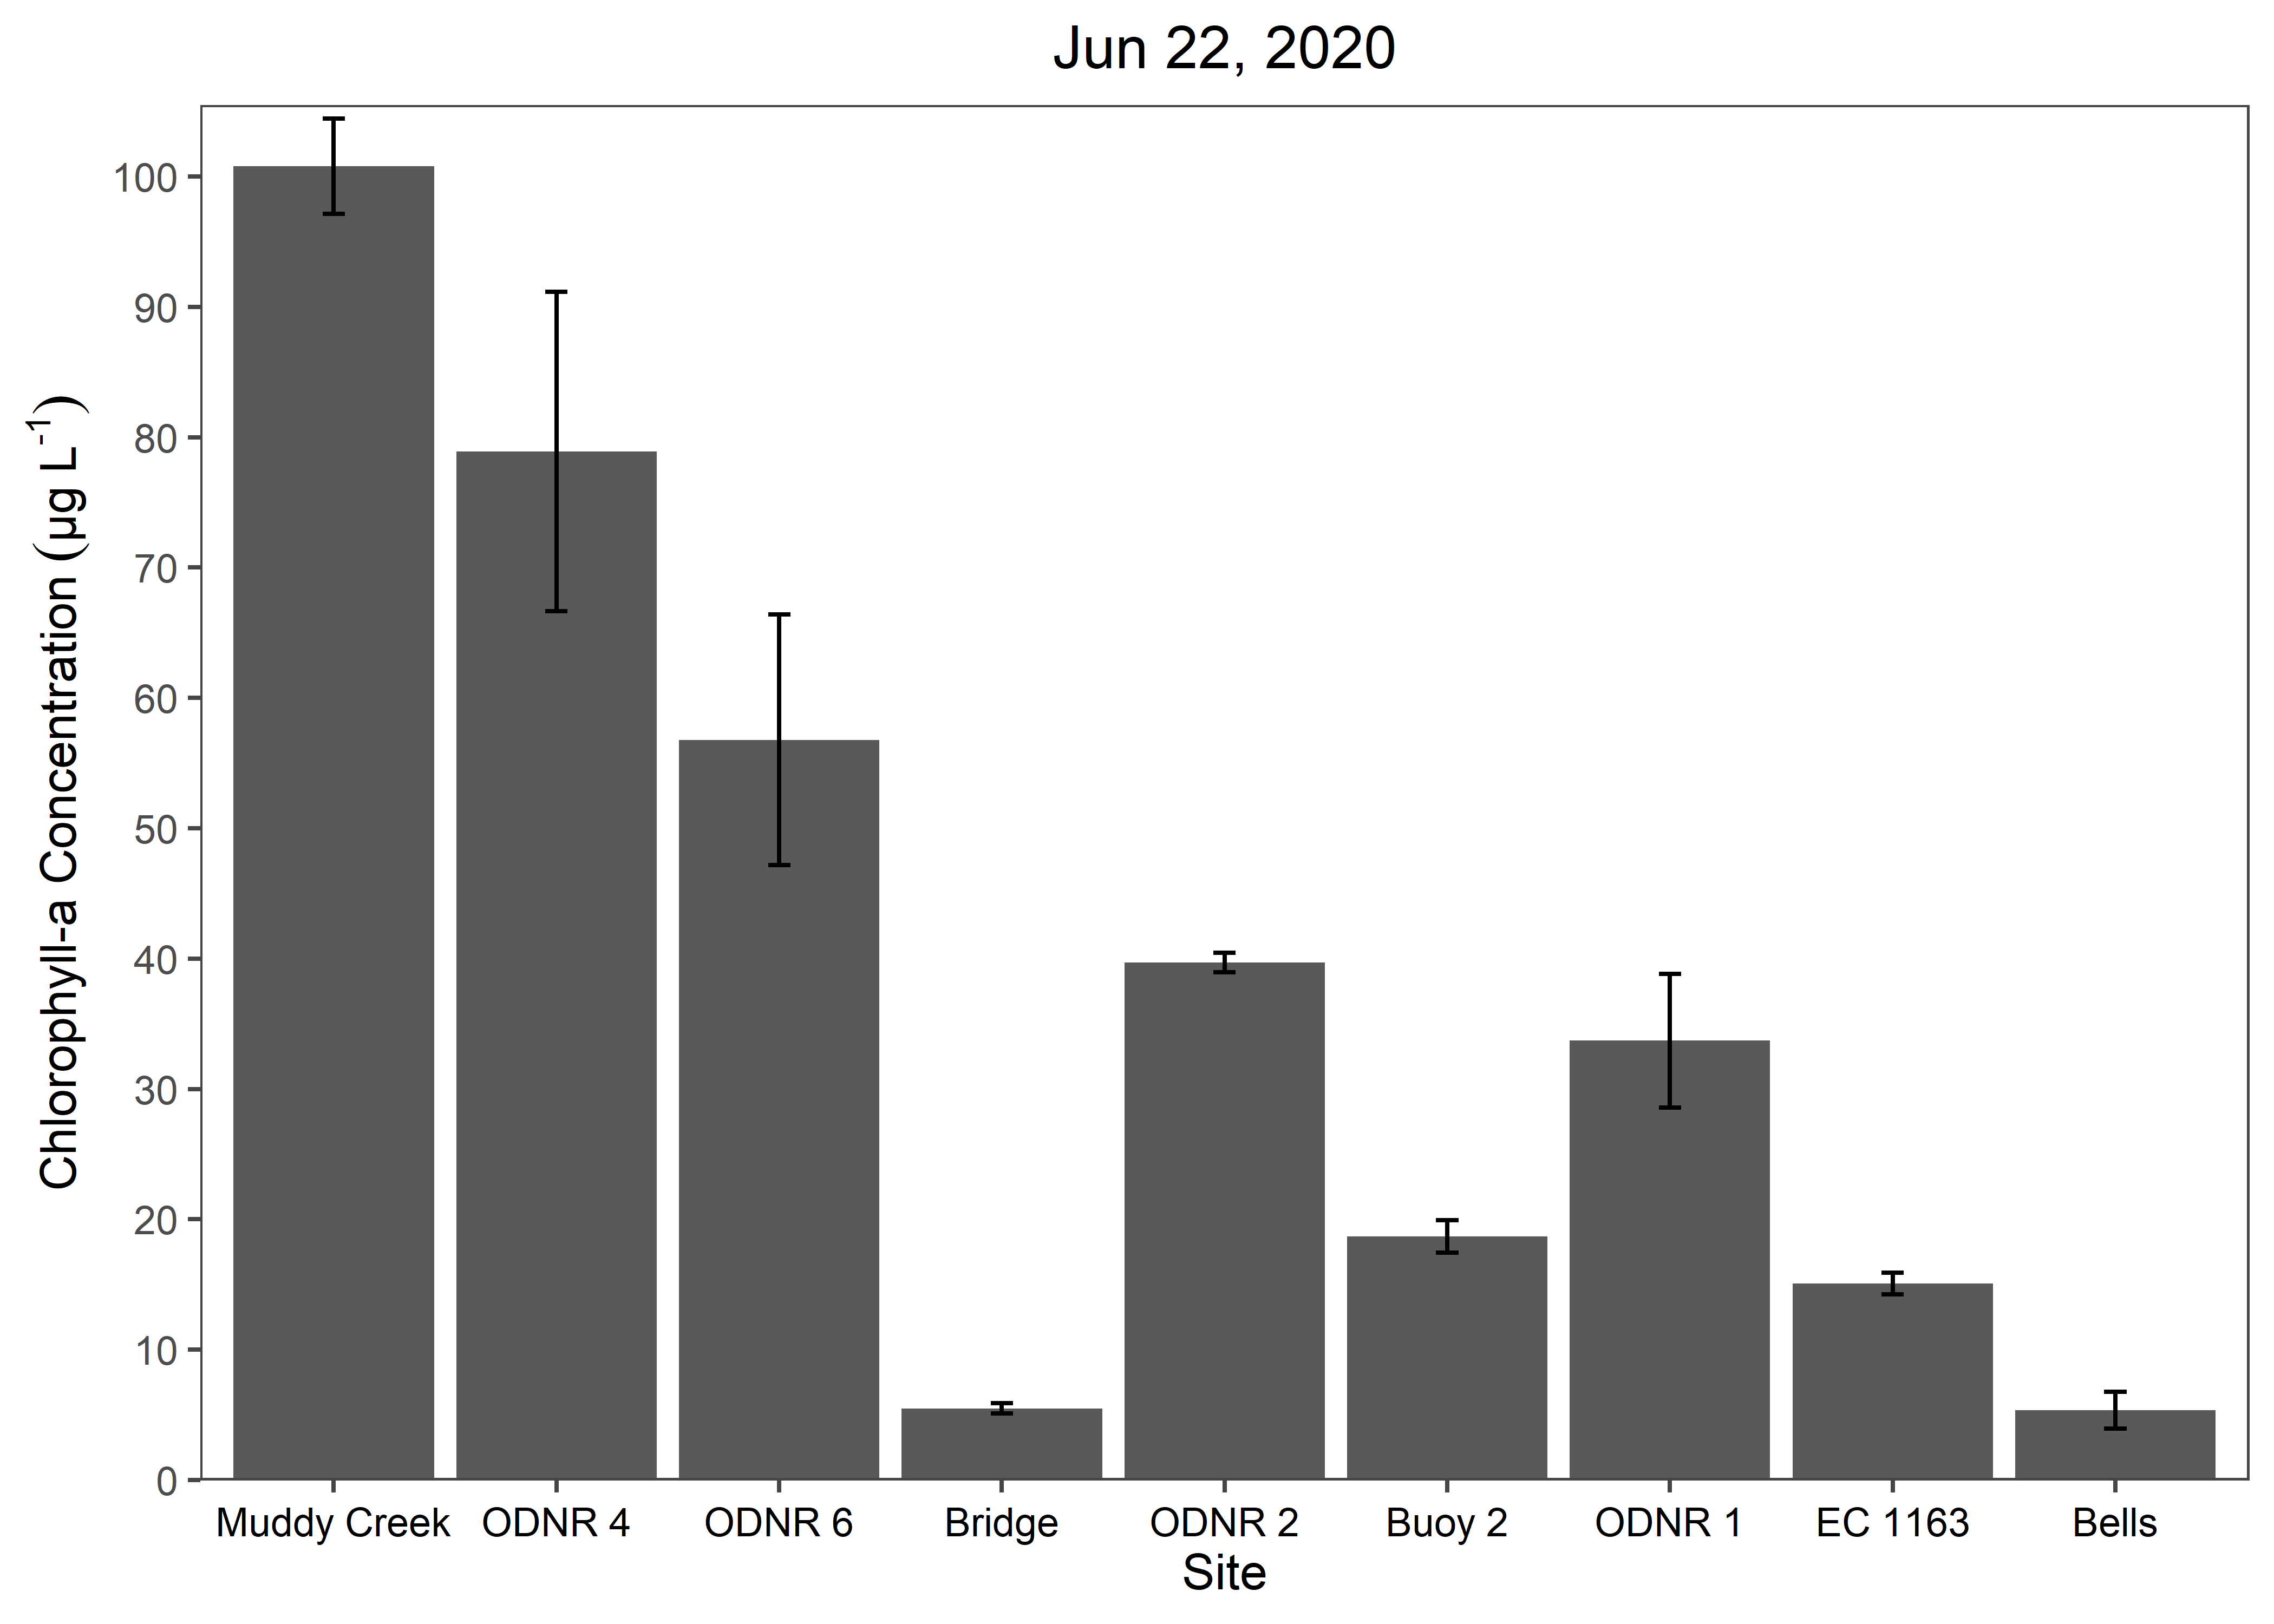 Jun 22, 2020
Chlorophyll-a Concentration (µg L⁻¹)
100
90
80
70
60
50
40
30
20
10
0
Muddy Creek ODNR 4 ODNR 6 Bridge ODNR 2 Buoy 2 ODNR 1 EC 1163 Bells
Site